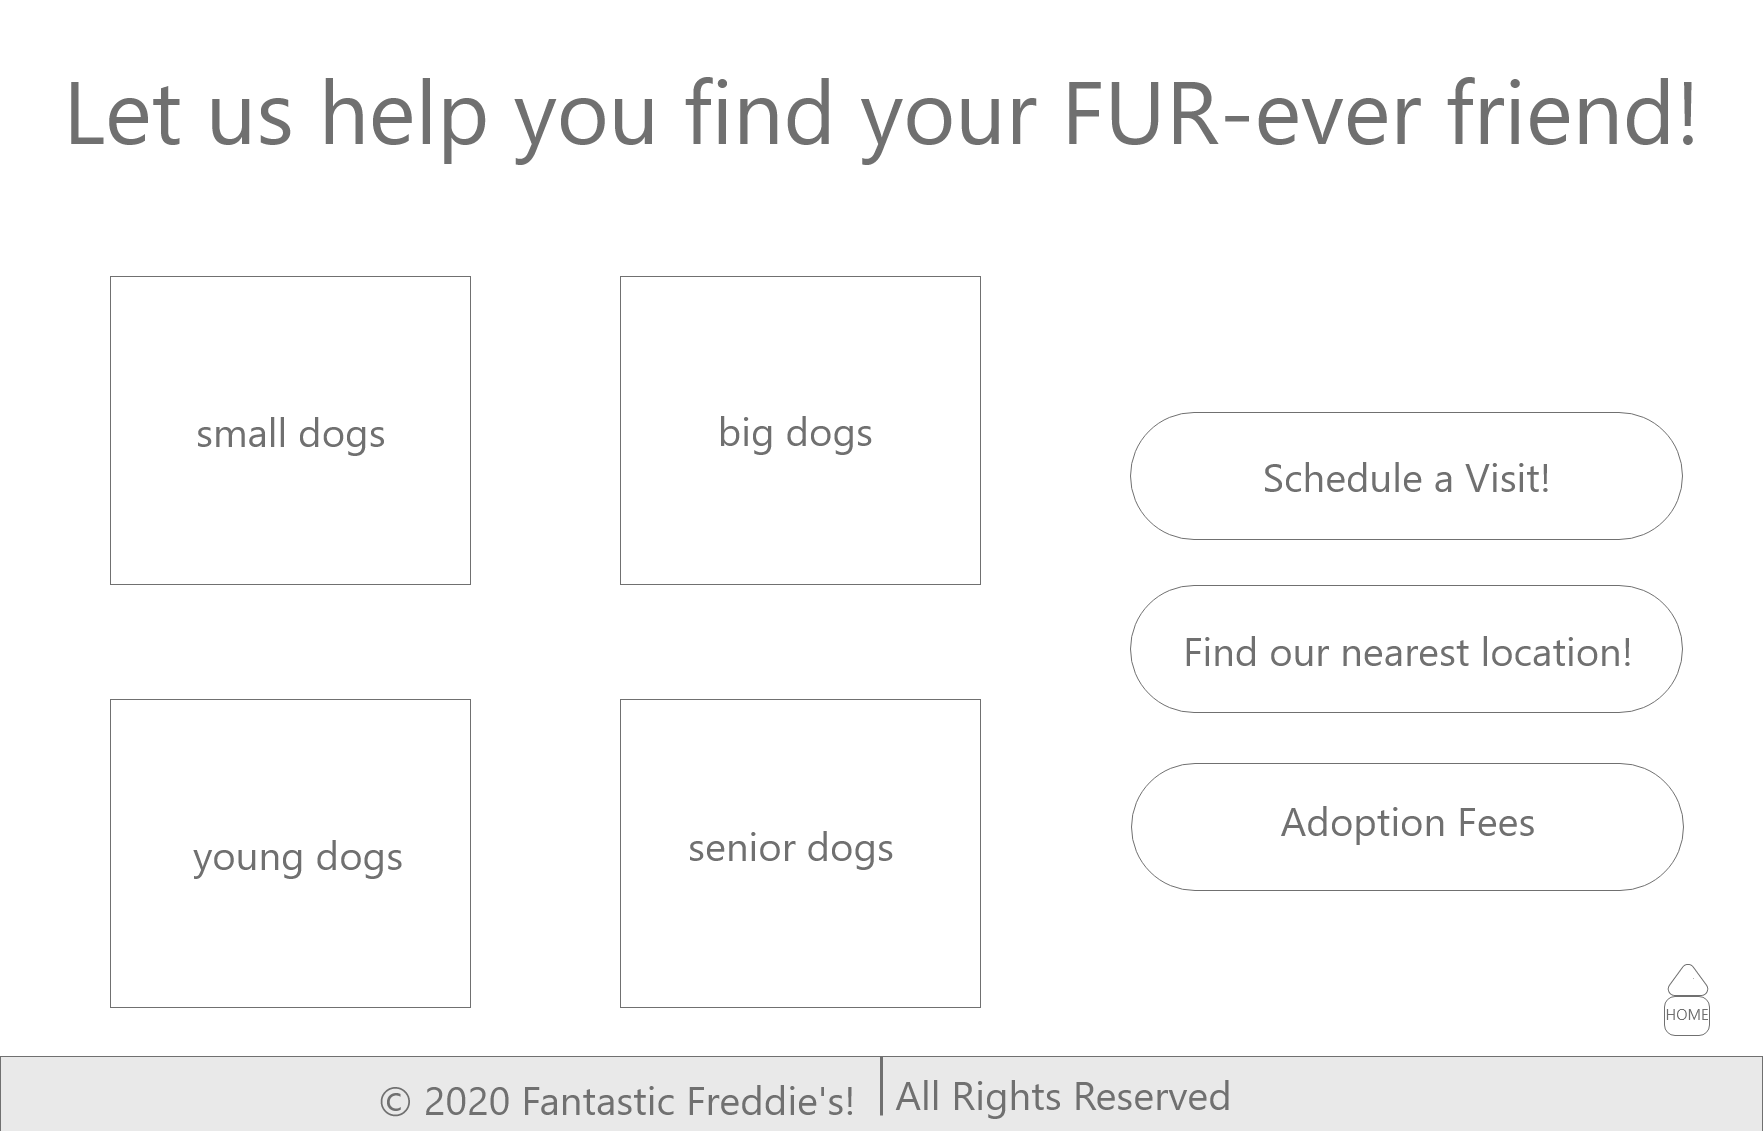 Let us help you find your FUR-ever friend!
small dogs
big dogs
Schedule a Visit!
Find our nearest location!
young dogs
senior dogs
Adoption Fees
HOME
© 2020 Fantastic Freddie's!
All Rights Reserved